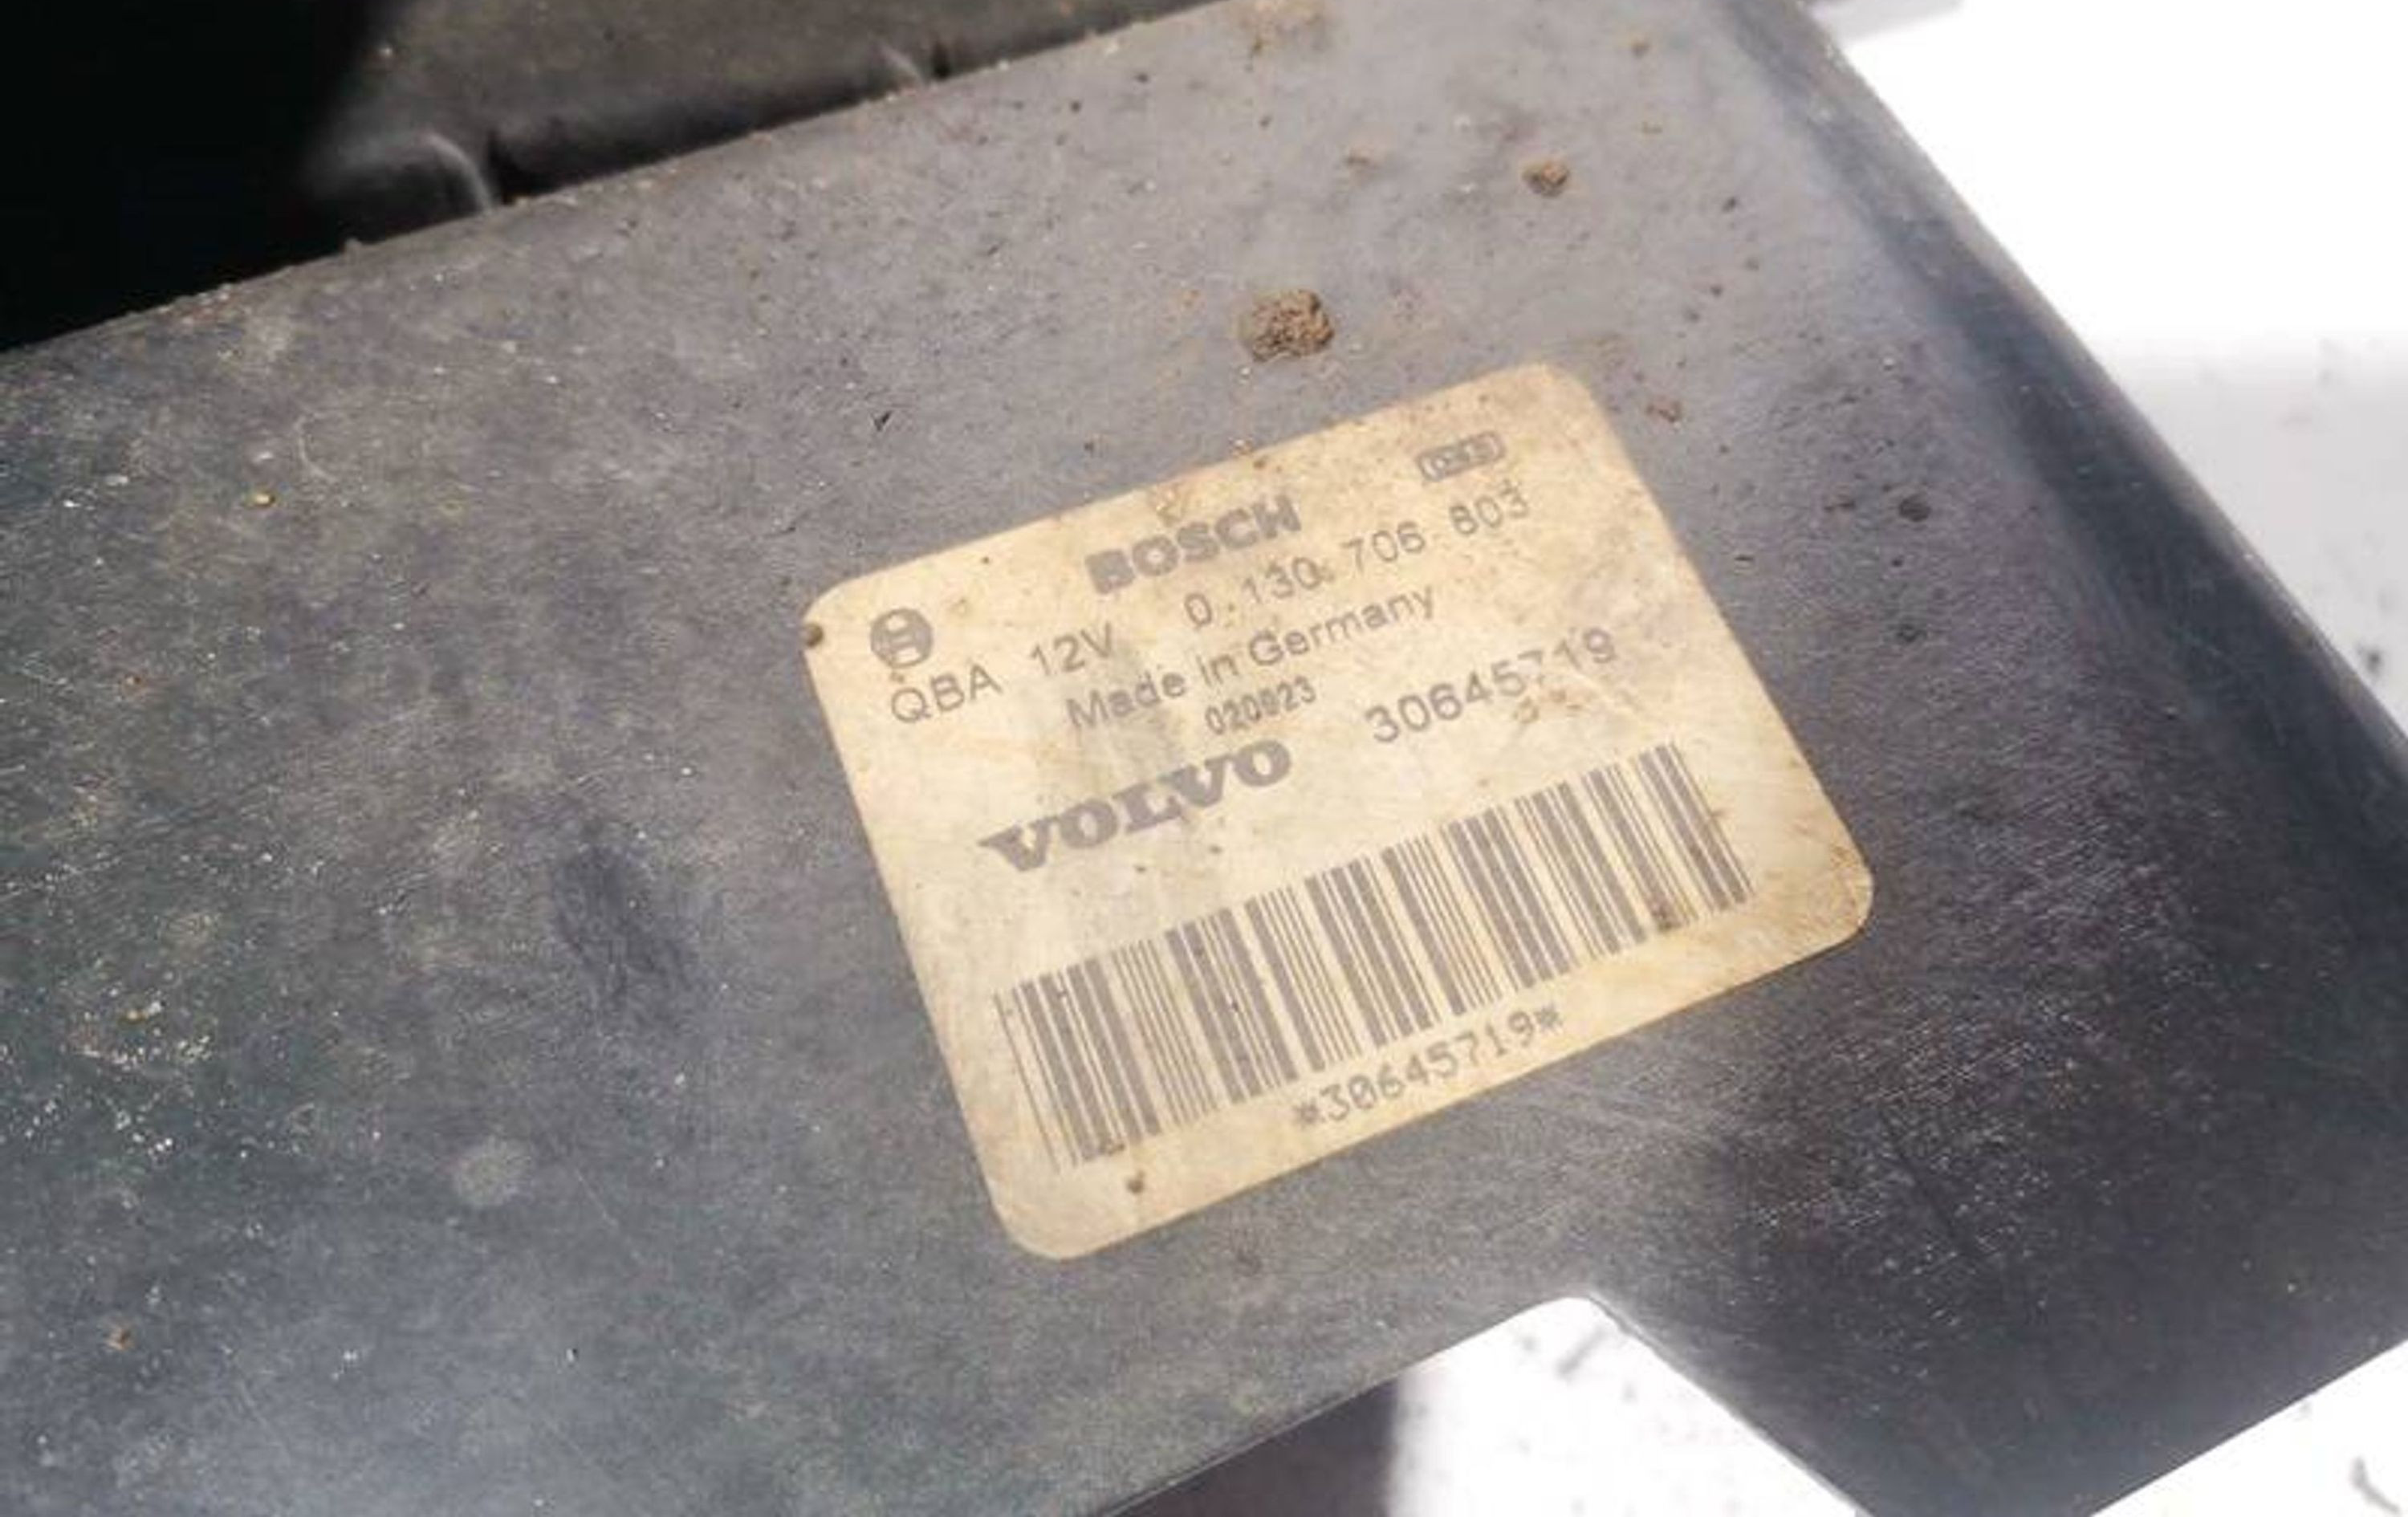 BOSCH
QBA 12V 0 130 706 803
Made in Germany
020923
VOLVO 30645719
*30645719*